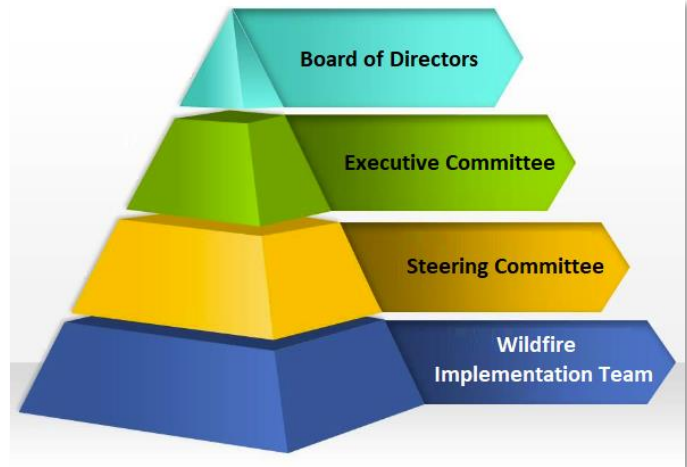 Board of Directors
Executive Committee
Steering Committee
Wildfire
Implementation Team